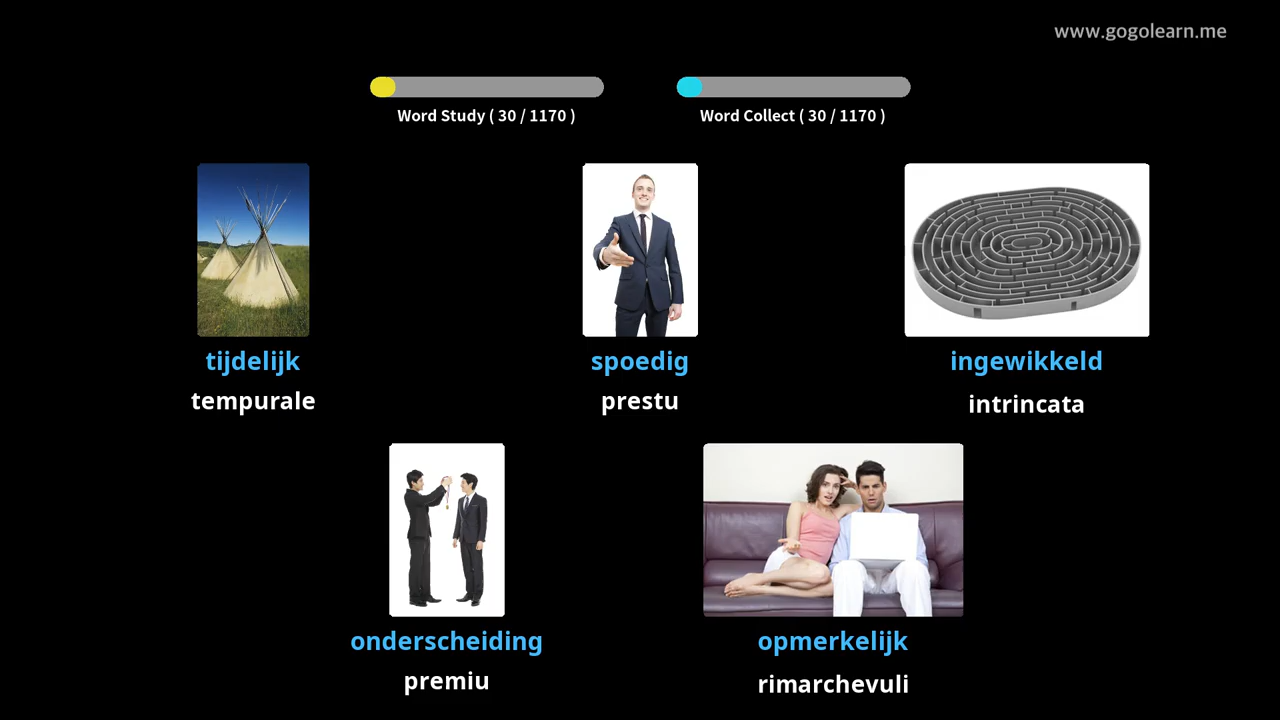 www.gogolearn.me
Word Study ( 30 / 1170 )
Word Collect ( 30 / 1170 )
tijdelijk
tempurale
spoedig
prestu
ingewikkeld
intrincata
onderscheiding
premiu
opmerkelijk
rimarchevuli